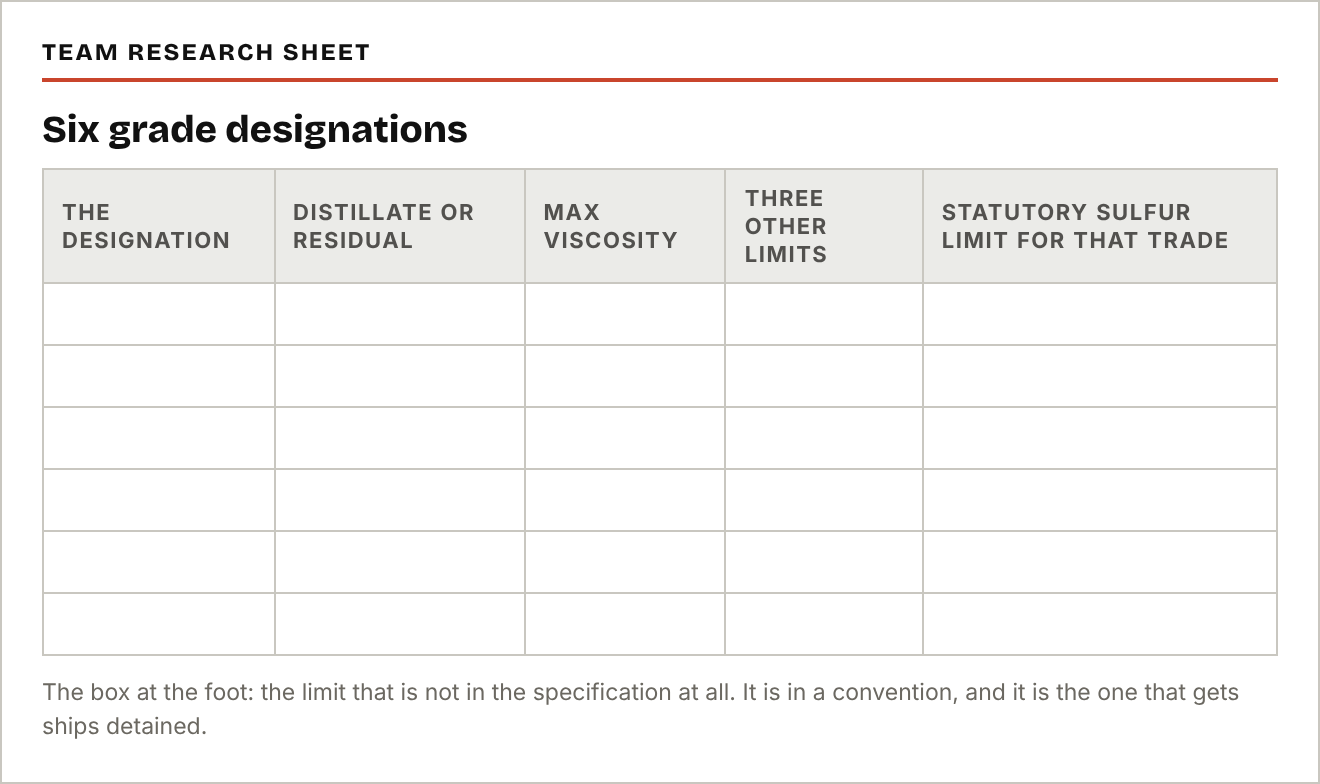 TEAM RESEARCH SHEET
Six grade designations
THE
DESIGNATION
DISTILLATE OR
RESIDUAL
MAX
VISCOSITY
THREE
OTHER
LIMITS
STATUTORY SULFUR
LIMIT FOR THAT TRADE
The box at the foot: the limit that is not in the specification at all. It is in a convention, and it is the one that gets
ships detained.